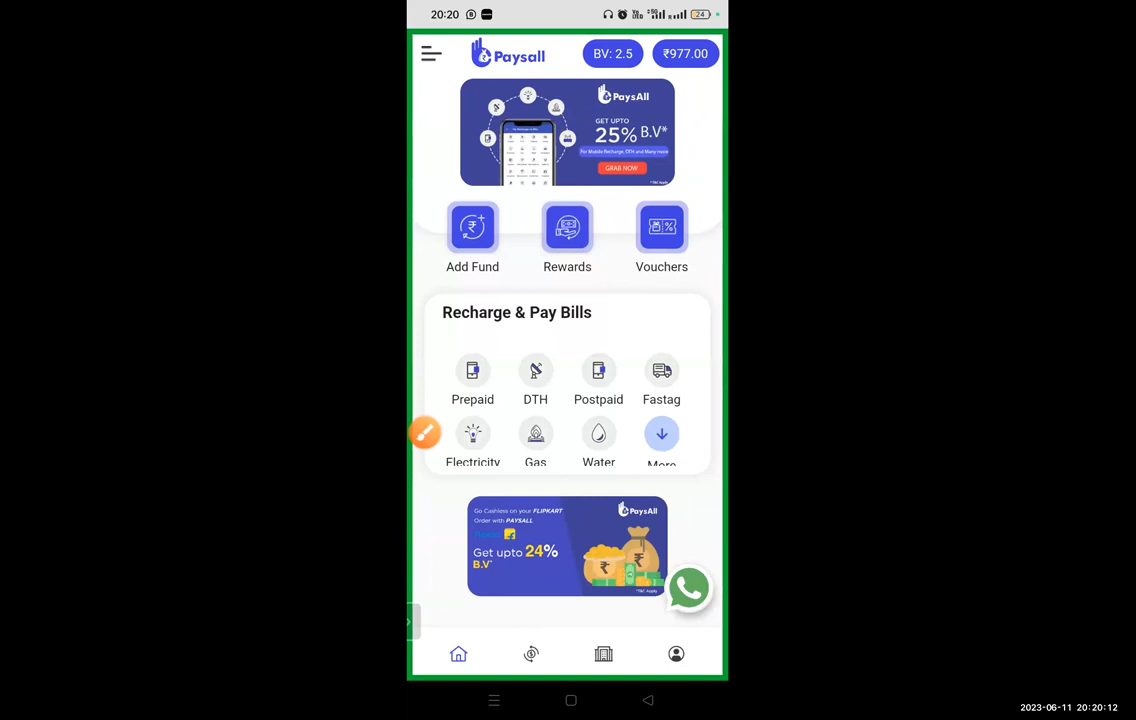 20:20
24
Paysall
BV: 2.5
₹977.00
PaysAll
GET UPTO
25% B.V*
For Mobile Recharge, DTH and Many more
GRAB NOW
*T&C Apply
Add Fund
Rewards
Vouchers
Recharge & Pay Bills
Prepaid
DTH
Postpaid
Fastag
Electricity
Gas
Water
More
Go Cashless on your FLIPKART
Order with PAYSALL
PaysAll
Get upto 24%
B.V*
*T&C Apply
2023-06-11 20:20:12